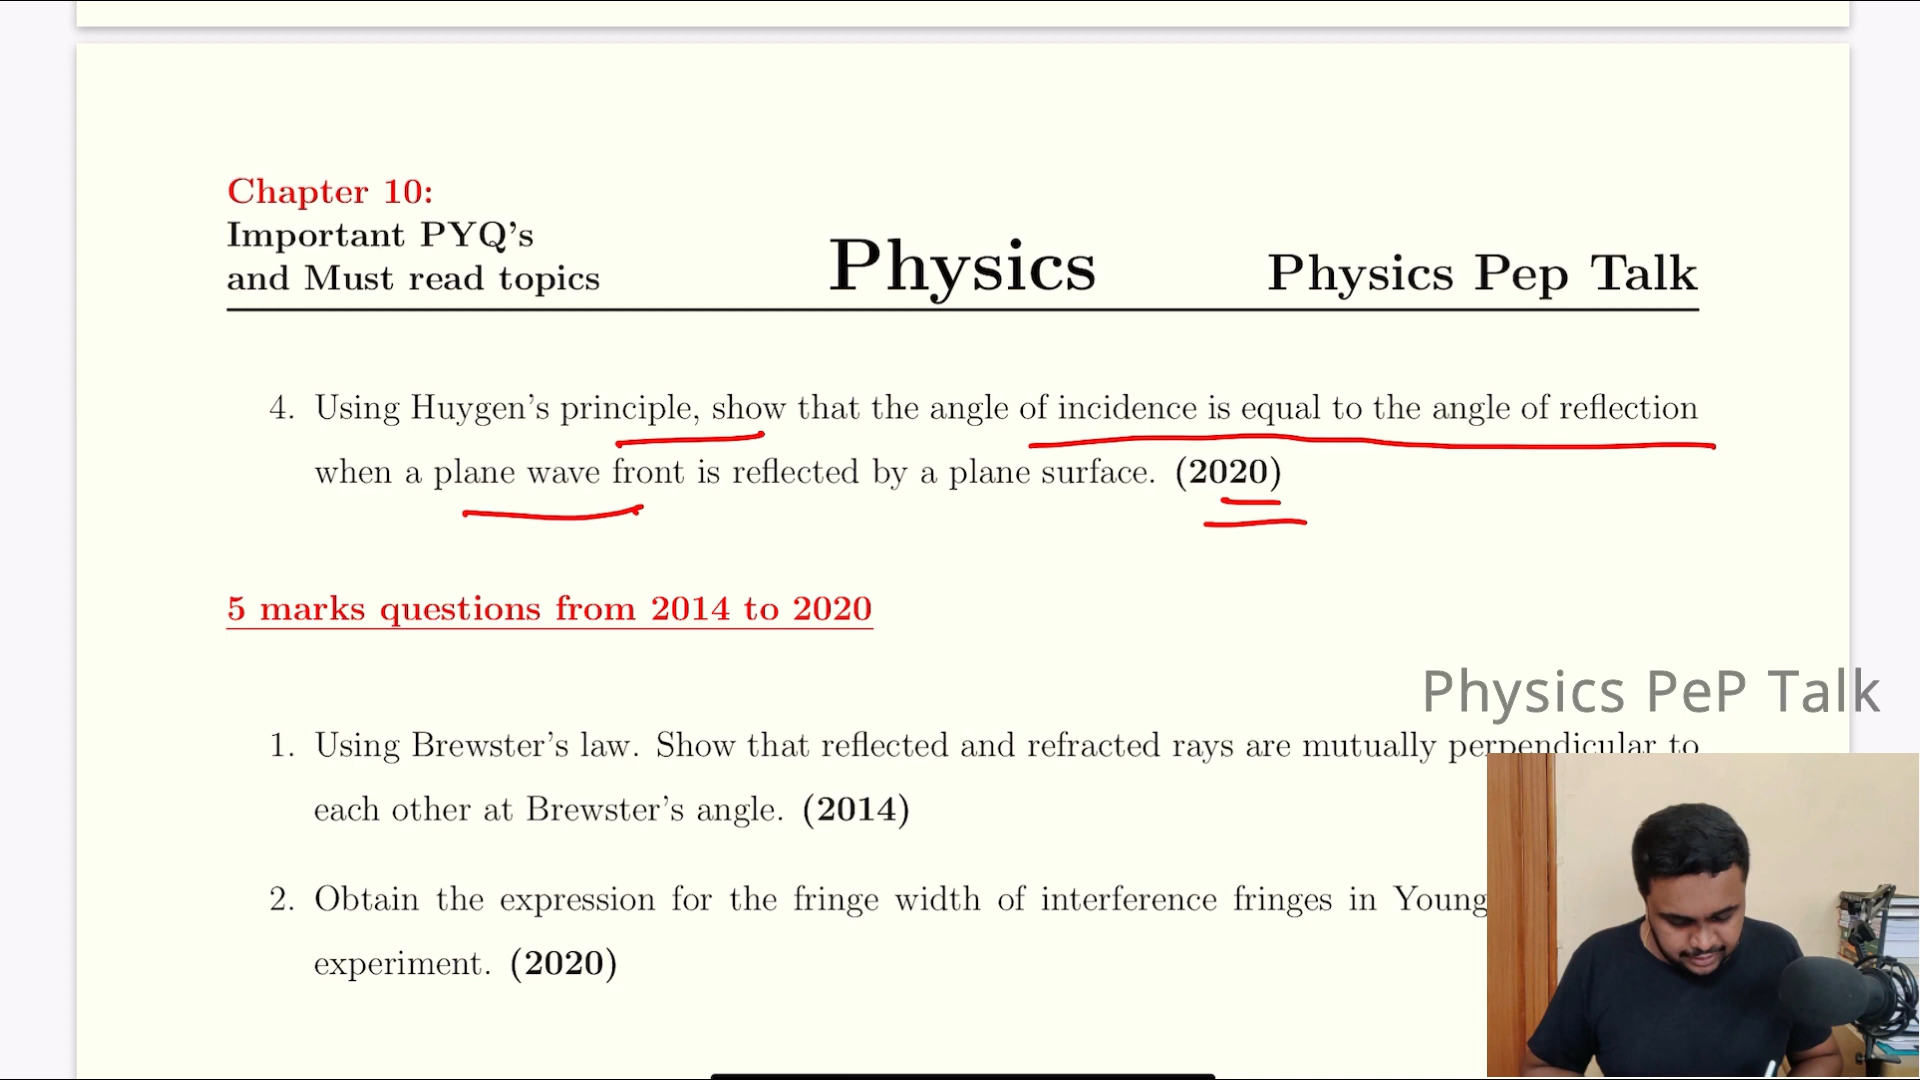 Chapter 10:
Important PYQ's
and Must read topics
Physics
Physics Pep Talk
4. Using Huygen's principle, show that the angle of incidence is equal to the angle of reflection
when a plane wave front is reflected by a plane surface. (2020)
5 marks questions from 2014 to 2020
Physics PeP Talk
1. Using Brewster's law. Show that reflected and refracted rays are mutually perpendicular to
each other at Brewster's angle. (2014)
2. Obtain the expression for the fringe width of interference fringes in Young
experiment. (2020)